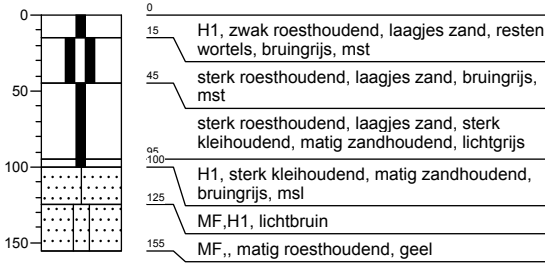 0
50
100
150
0
15
H1, zwak roesthoudend, laagjes zand, resten
wortels, bruingrijs, mst
45
sterk roesthoudend, laagjes zand, bruingrijs,
mst
sterk roesthoudend, laagjes zand, sterk
kleihoudend, matig zandhoudend, lichtgrijs
95
100
H1, sterk kleihoudend, matig zandhoudend,
bruingrijs, msl
125
MF,H1, lichtbruin
155
MF,, matig roesthoudend, geel